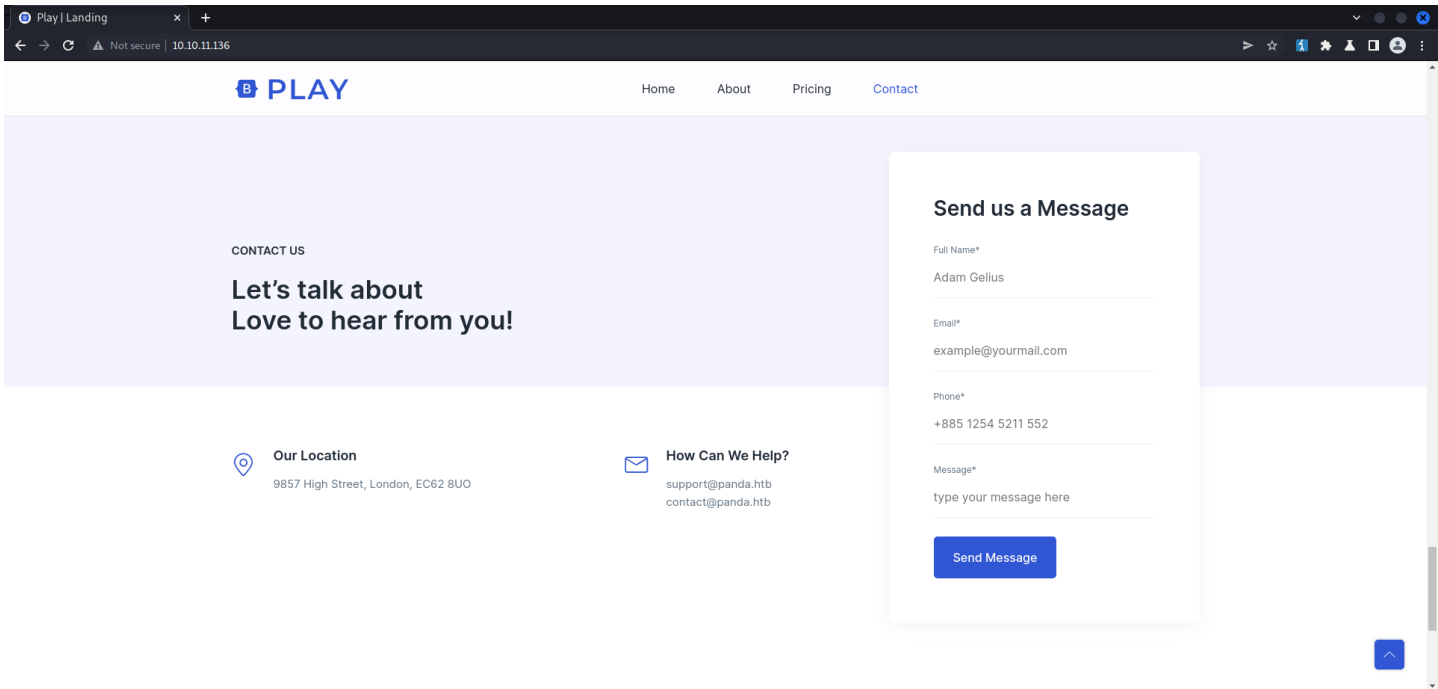 Play | Landing
Not secure | 10.10.11.136
B PLAY
Home About Pricing Contact
CONTACT US
Let’s talk about
Love to hear from you!
Our Location
9857 High Street, London, EC62 8UO
How Can We Help?
support@panda.htb
contact@panda.htb
Send us a Message
Full Name*
Adam Gelius
Email*
example@yourmail.com
Phone*
+885 1254 5211 552
Message*
type your message here
Send Message